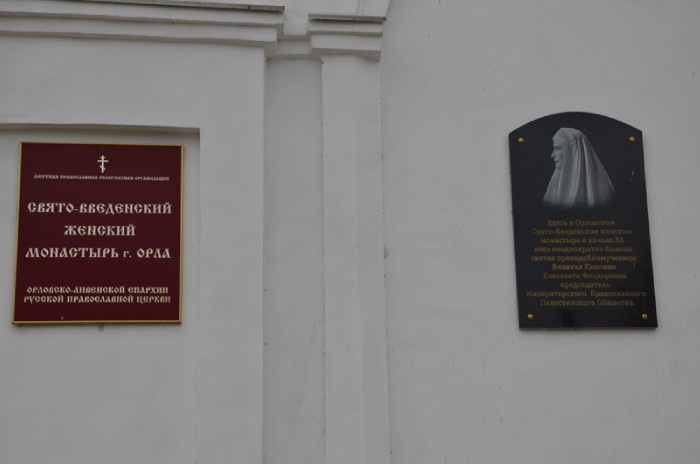 МЕСТНАЯ ПРАВОСЛАВНАЯ РЕЛИГИОЗНАЯ ОРГАНИЗАЦИЯ
СВЯТО-ВВЕДЕНСКИЙ
ЖЕНСКИЙ
МОНАСТЫРЬ г. ОРЛА
ОРЛОВСКО-ЛИВЕНСКОЙ ЕПАРХИИ
РУССКОЙ ПРАВОСЛАВНОЙ ЦЕРКВИ
Здесь в Орловском
Свято-Введенском женском
монастыре в начале XX
века неоднократно бывала
святая преподобномученица
Великая Княгиня
Елисавета Феодоровна
председатель
Императорского Православного
Палестинского Общества.